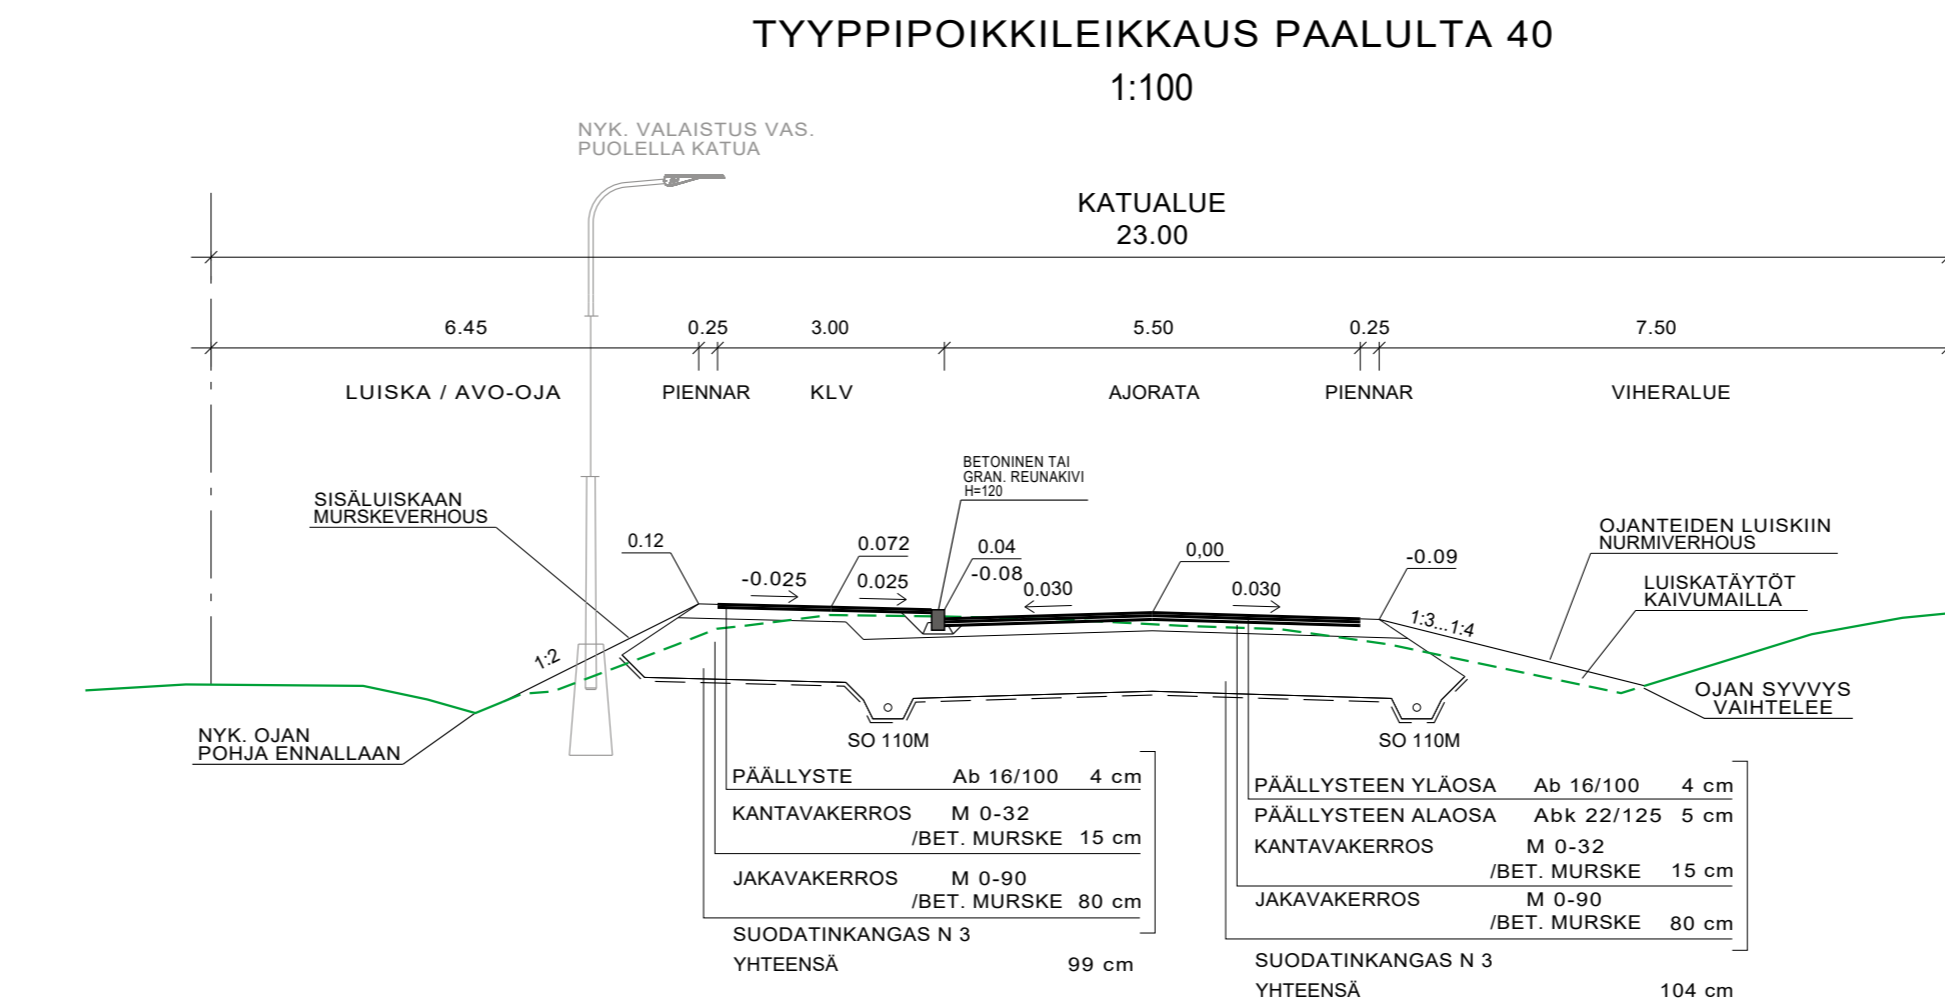 TYYPPIPOIKKILEIKKAUS PAALULTA 40
1:100
NYK. VALAISTUS VAS.
PUOLELLA KATUA
KATUALUE
23.00
6.45 0.25 3.00 5.50 0.25 7.50
LUISKA / AVO-OJA PIENNAR KLV AJORATA PIENNAR VIHERALUE
BETONINEN TAI
GRAN. REUNAKIVI
H=120
SISÄLUISKAAN
MURSKEVERHOUS
OJANTEIDEN LUISKIIN
NURMIVERHOUS
0.12 0.072 0.04 0,00 -0.09
-0.025 0.025 -0.08 0.030 0.030
LUISKATÄYTÖT
KAIVUMAILLA
1:2
1:3...1:4
OJAN SYVVYS
VAIHTELEE
NYK. OJAN
POHJA ENNALLAAN
SO 110M SO 110M
PÄÄLLYSTE Ab 16/100 4 cm
KANTAVAKERROS M 0-32
/BET. MURSKE 15 cm
JAKAVAKERROS M 0-90
/BET. MURSKE 80 cm
SUODATINKANGAS N 3
YHTEENSÄ 99 cm
PÄÄLLYSTEEN YLÄOSA Ab 16/100 4 cm
PÄÄLLYSTEEN ALAOSA Abk 22/125 5 cm
KANTAVAKERROS M 0-32
/BET. MURSKE 15 cm
JAKAVAKERROS M 0-90
/BET. MURSKE 80 cm
SUODATINKANGAS N 3
YHTEENSÄ 104 cm